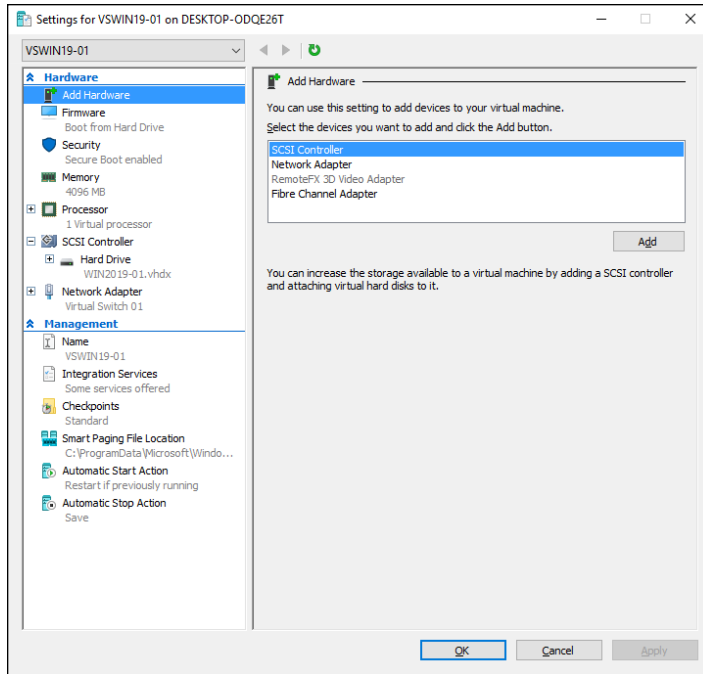 Settings for VSWIN19-01 on DESKTOP-ODQE26T
VSWIN19-01
Hardware
Add Hardware
Firmware
Boot from Hard Drive
Security
Secure Boot enabled
Memory
4096 MB
Processor
1 Virtual processor
SCSI Controller
Hard Drive
WIN2019-01.vhdx
Network Adapter
Virtual Switch 01
Management
Name
VSWIN19-01
Integration Services
Some services offered
Checkpoints
Standard
Smart Paging File Location
C:\ProgramData\Microsoft\Windo...
Automatic Start Action
Restart if previously running
Automatic Stop Action
Save
Add Hardware
You can use this setting to add devices to your virtual machine.
Select the devices you want to add and click the Add button.
SCSI Controller
Network Adapter
RemoteFX 3D Video Adapter
Fibre Channel Adapter
Add
You can increase the storage available to a virtual machine by adding a SCSI controller
and attaching virtual hard disks to it.
OK
Cancel
Apply